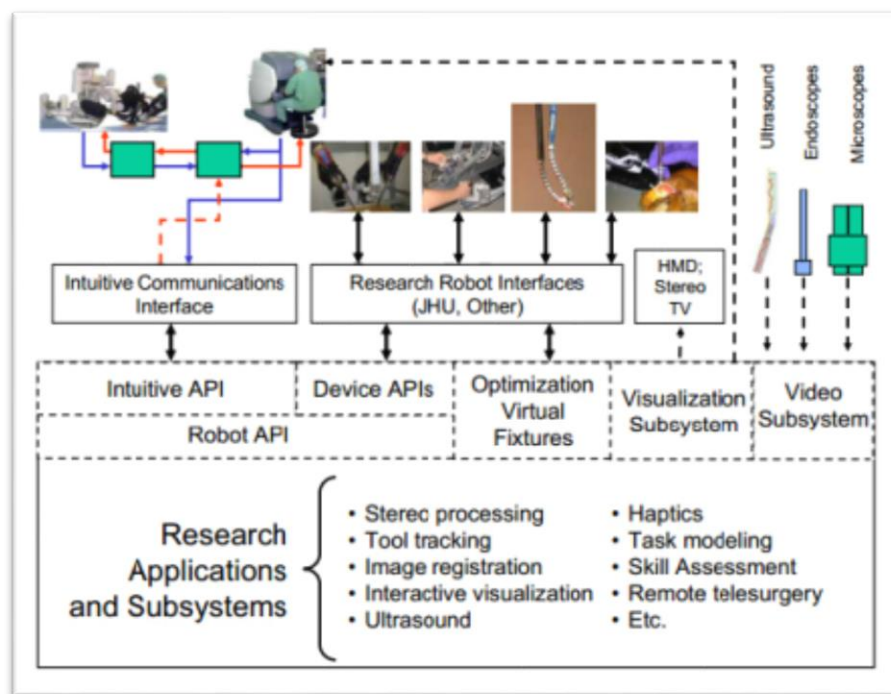 Ultrasound
Endoscopes
Microscopes
Intuitive Communications
Interface
Research Robot Interfaces
(JHU, Other)
HMD;
Stereo
TV
Intuitive API
Device APIs
Robot API
Optimization
Virtual
Fixtures
Visualization
Subsystem
Video
Subsystem
Research
Applications
and Subsystems
• Stereo processing
• Tool tracking
• Image registration
• Interactive visualization
• Ultrasound
• Haptics
• Task modeling
• Skill Assessment
• Remote telesurgery
• Etc.